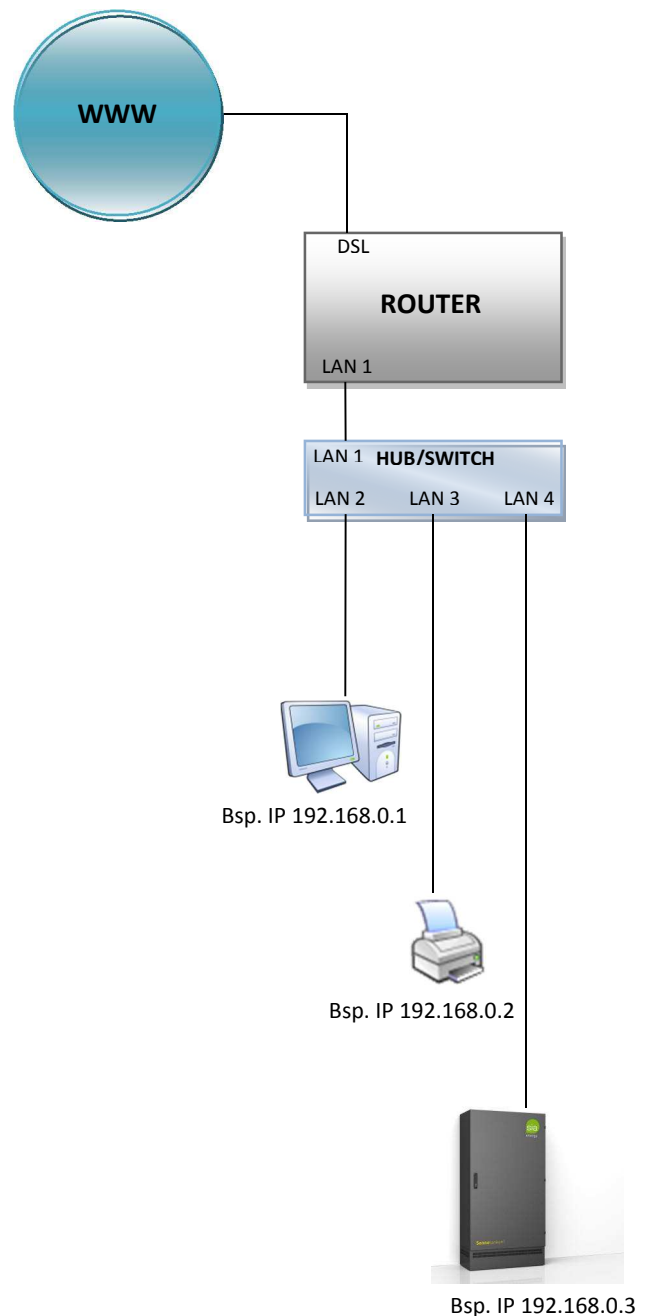 WWW
DSL
ROUTER
LAN 1
LAN 1 HUB/SWITCH
LAN 2 LAN 3 LAN 4
Bsp. IP 192.168.0.1
Bsp. IP 192.168.0.2
Bsp. IP 192.168.0.3